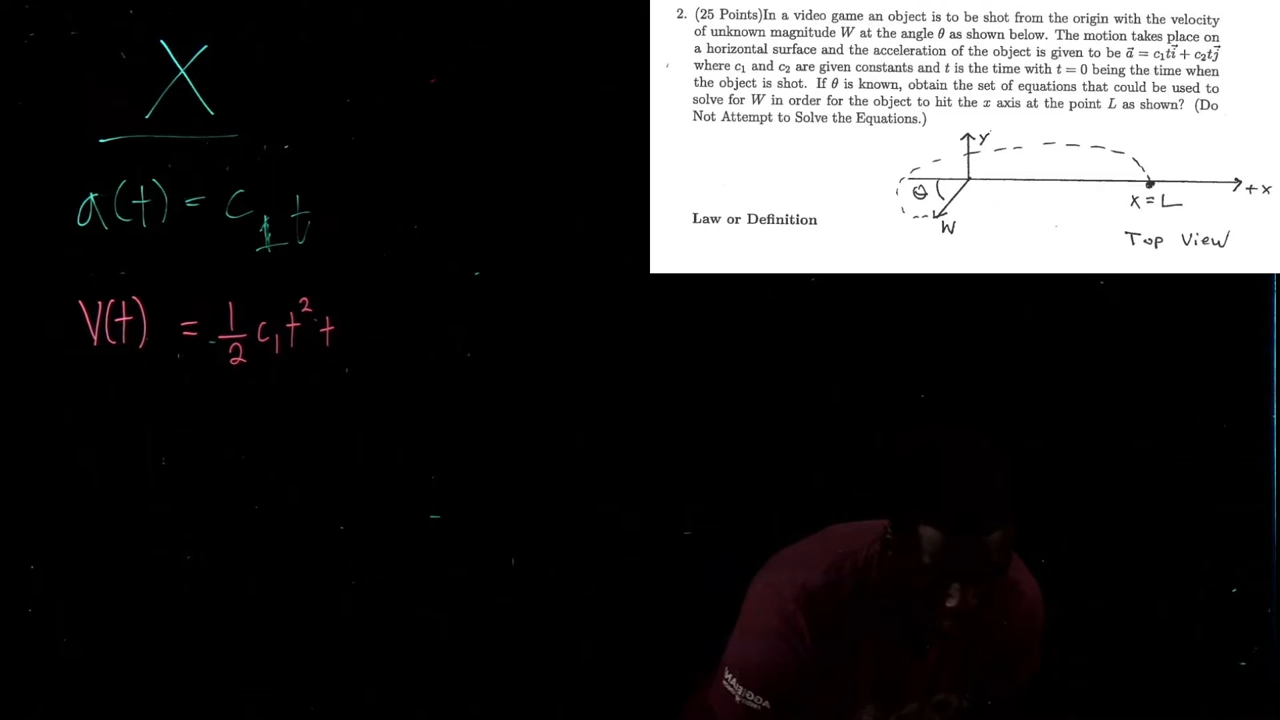 X
a(t) = c₁t
V(t) = 1/2 c₁t² +
2. (25 Points)In a video game an object is to be shot from the origin with the velocity
of unknown magnitude W at the angle θ as shown below. The motion takes place on
a horizontal surface and the acceleration of the object is given to be a⃗ = c₁ti⃗ + c₂tj⃗
where c₁ and c₂ are given constants and t is the time with t = 0 being the time when
the object is shot. If θ is known, obtain the set of equations that could be used to
solve for W in order for the object to hit the x axis at the point L as shown? (Do
Not Attempt to Solve the Equations.)
Y
θ
+X
X = L
W
Law or Definition
Top View